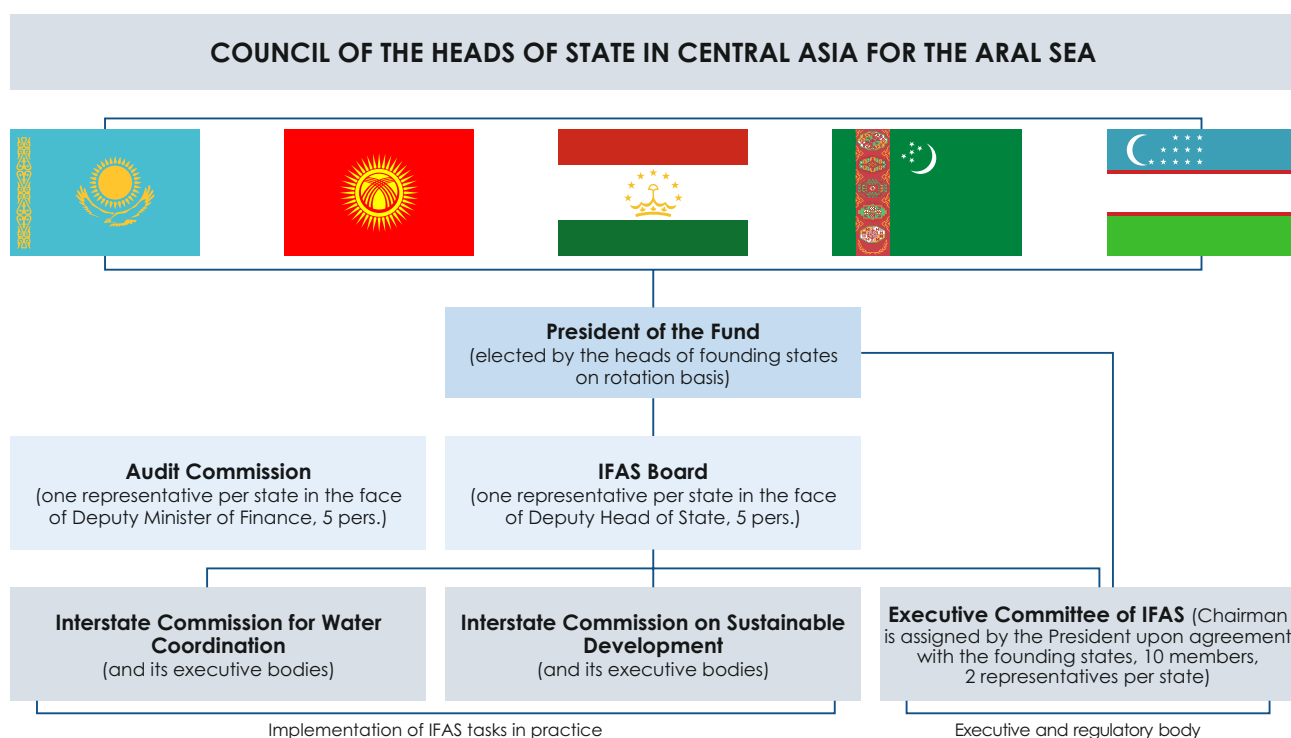 COUNCIL OF THE HEADS OF STATE IN CENTRAL ASIA FOR THE ARAL SEA
President of the Fund
(elected by the heads of founding states
on rotation basis)
Audit Commission
(one representative per state in the face
of Deputy Minister of Finance, 5 pers.)
IFAS Board
(one representative per state in the face
of Deputy Head of State, 5 pers.)
Interstate Commission for Water
Coordination
(and its executive bodies)
Interstate Commission on Sustainable
Development
(and its executive bodies)
Executive Committee of IFAS (Chairman
is assigned by the President upon agreement
with the founding states, 10 members,
2 representatives per state)
Implementation of IFAS tasks in practice
Executive and regulatory body